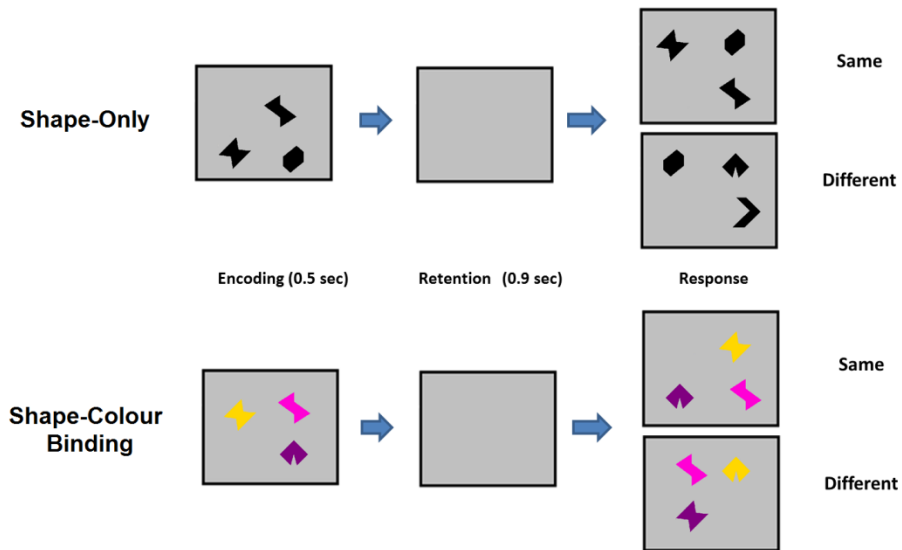 Same
Shape-Only
Different
Encoding (0.5 sec) Retention (0.9 sec) Response
Same
Shape-Colour
Binding
Different